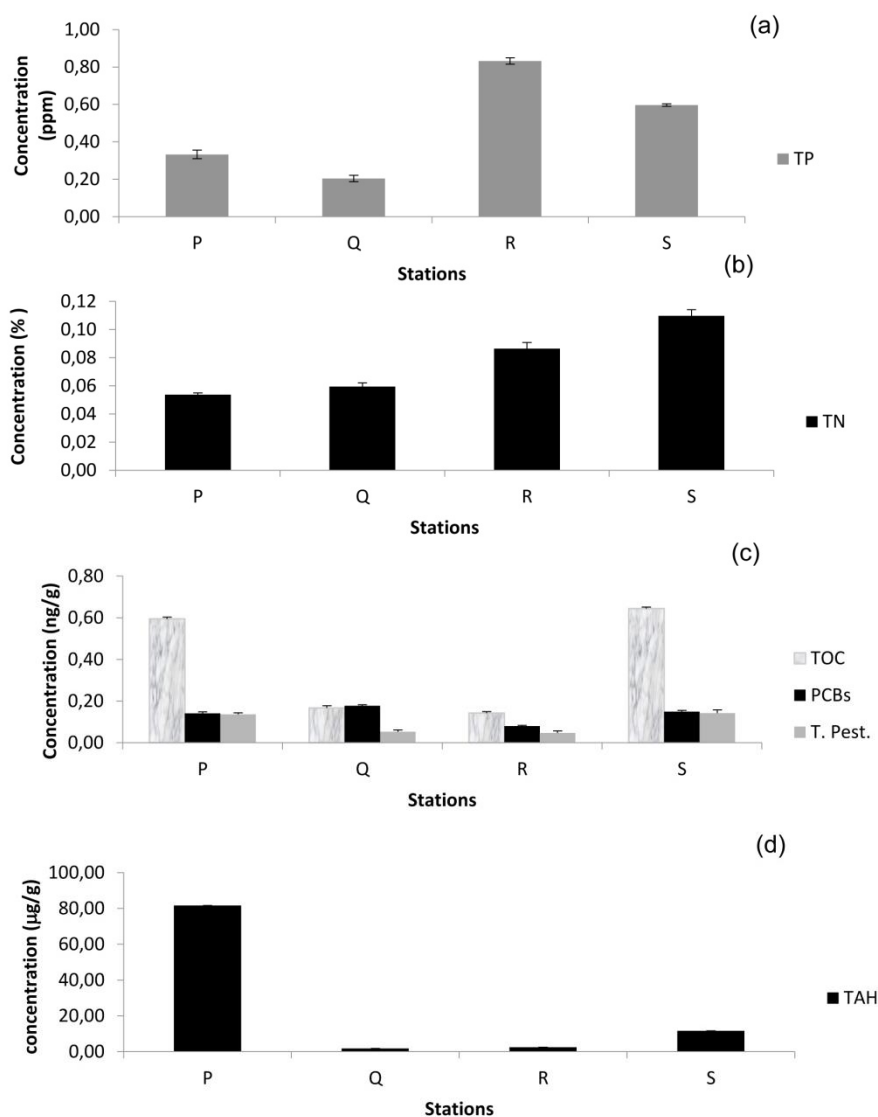 (a)
Concentration
(ppm)
1,00
0,80
0,60
0,40
0,20
0,00
P Q R S
Stations
TP
(b)
Concentration (%)
0,12
0,10
0,08
0,06
0,04
0,02
0,00
P Q R S
Stations
TN
(c)
Concentration (ng/g)
0,80
0,60
0,40
0,20
0,00
P Q R S
Stations
TOC
PCBs
T. Pest.
(d)
concentration (µg/g)
100,00
80,00
60,00
40,00
20,00
0,00
P Q R S
Stations
TAH